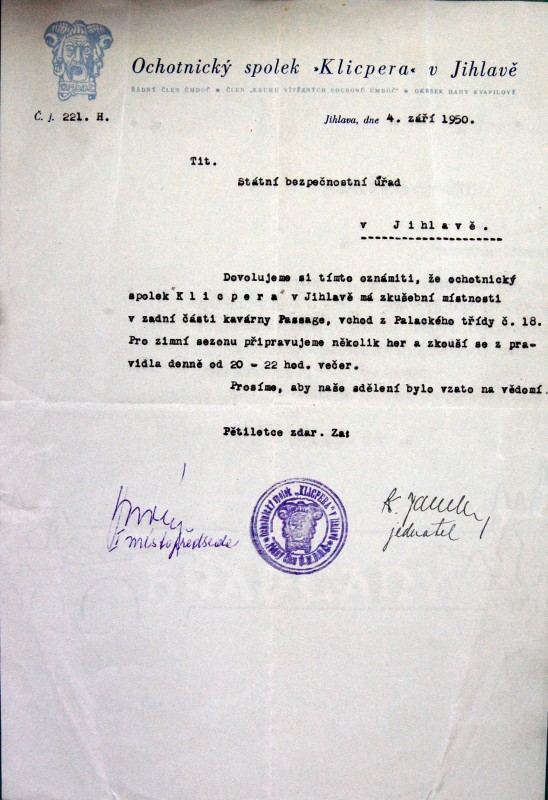 Ochotnický spolek »Klicpera« v Jihlavě
ŘÁDNÝ ČLEN ÚMDOČ * ČLEN „KRUHU VÍTĚZNÝCH SOUBORŮ ÚMDOČ“ * OKRSEK HANY KVAPILOVÉ
Č. j. 221. H.
Jihlava, dne 4. září 1950.
Tit.
Státní bezpečnostní úřad
v Jihlavě.
Dovolujeme si tímto oznámiti, že ochotnický
spolek "Klicpera" v Jihlavě má zkušební místnosti
v zadní části kavárny Passage, vchod z Palackého třídy č. 18.
Pro zimní sezonu připravujeme několik her a zkouší se z pra-
vidla denně od 20 - 22 hod. večer.
Prosíme, aby naše sdělení bylo vzato na vědomí.
Pětiletce zdar. Za:
místopředseda
jednatel
spolek „KLICPERA“ v Jihlavě